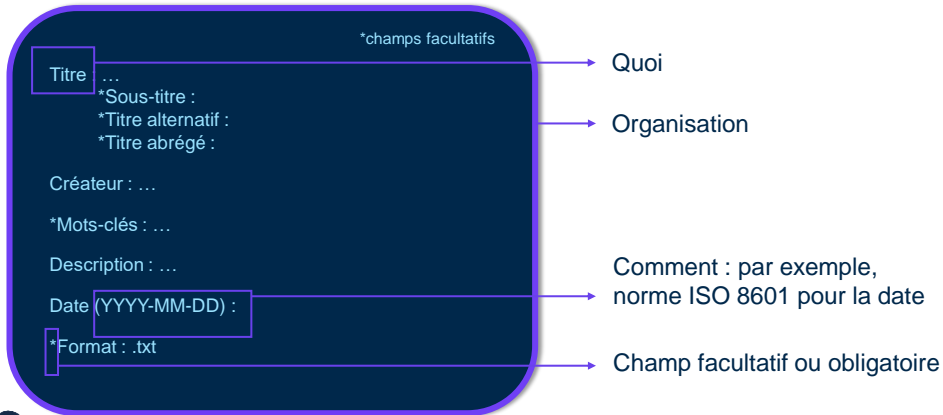 *champs facultatifs
Titre : …
*Sous-titre :
*Titre alternatif :
*Titre abrégé :
Créateur : …
*Mots-clés : …
Description : …
Date (YYYY-MM-DD) :
*Format : .txt
Quoi
Organisation
Comment : par exemple,
norme ISO 8601 pour la date
Champ facultatif ou obligatoire